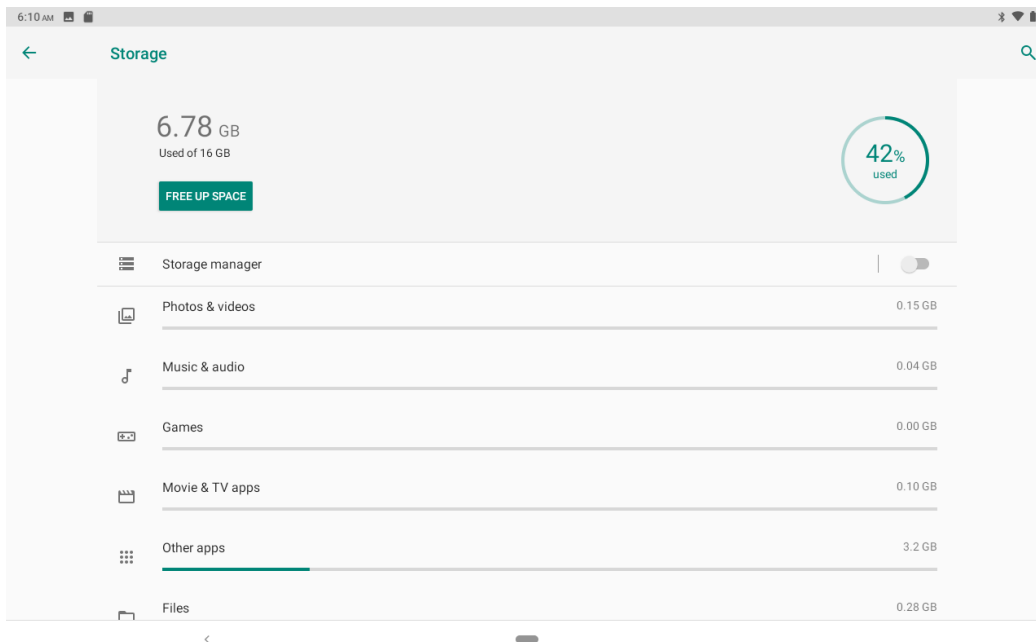 6:10 AM
Storage
6.78 GB
Used of 16 GB
42%
used
FREE UP SPACE
Storage manager
Photos & videos 0.15 GB
Music & audio 0.04 GB
Games 0.00 GB
Movie & TV apps 0.10 GB
Other apps 3.2 GB
Files 0.28 GB